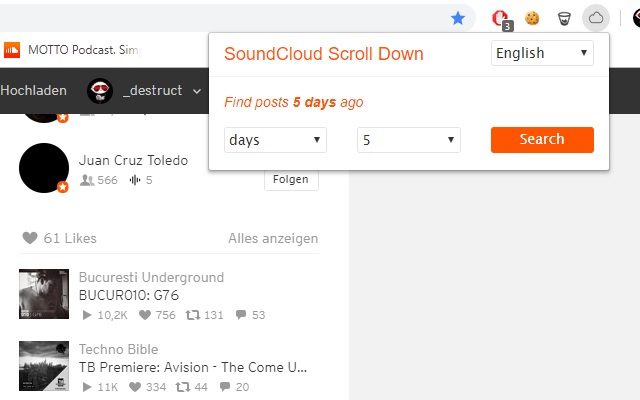 3
MOTTO Podcast. Sim
SoundCloud Scroll Down
English
Hochladen
_destruct
Find posts 5 days ago
days
5
Search
Juan Cruz Toledo
566 5
Folgen
61 Likes
Alles anzeigen
Bucuresti Underground
BUCUR010: G76
10,2K 756 131 53
Techno Bible
TB Premiere: Avision - The Come U...
11K 334 44 20